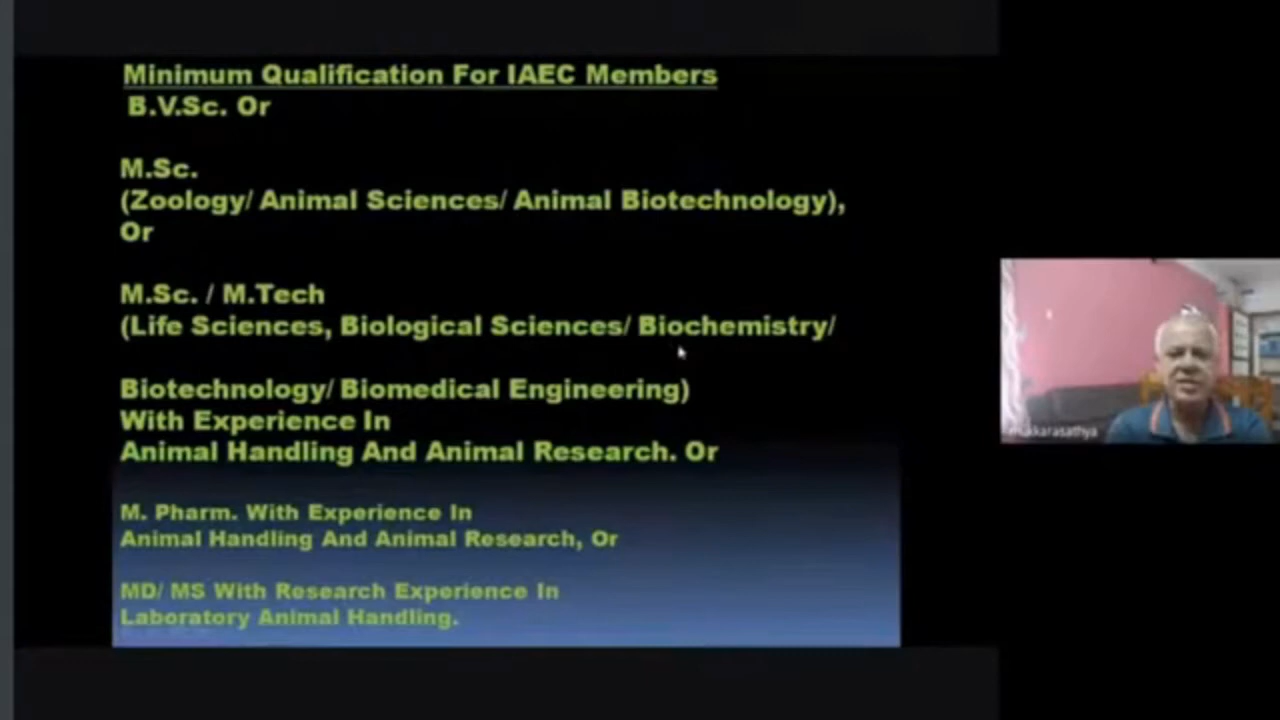 Minimum Qualification For IAEC Members
B.V.Sc. Or
M.Sc.
(Zoology/ Animal Sciences/ Animal Biotechnology),
Or
M.Sc. / M.Tech
(Life Sciences, Biological Sciences/ Biochemistry/
Biotechnology/ Biomedical Engineering)
With Experience In
Animal Handling And Animal Research. Or
M. Pharm. With Experience In
Animal Handling And Animal Research, Or
MD/ MS With Research Experience In
Laboratory Animal Handling.